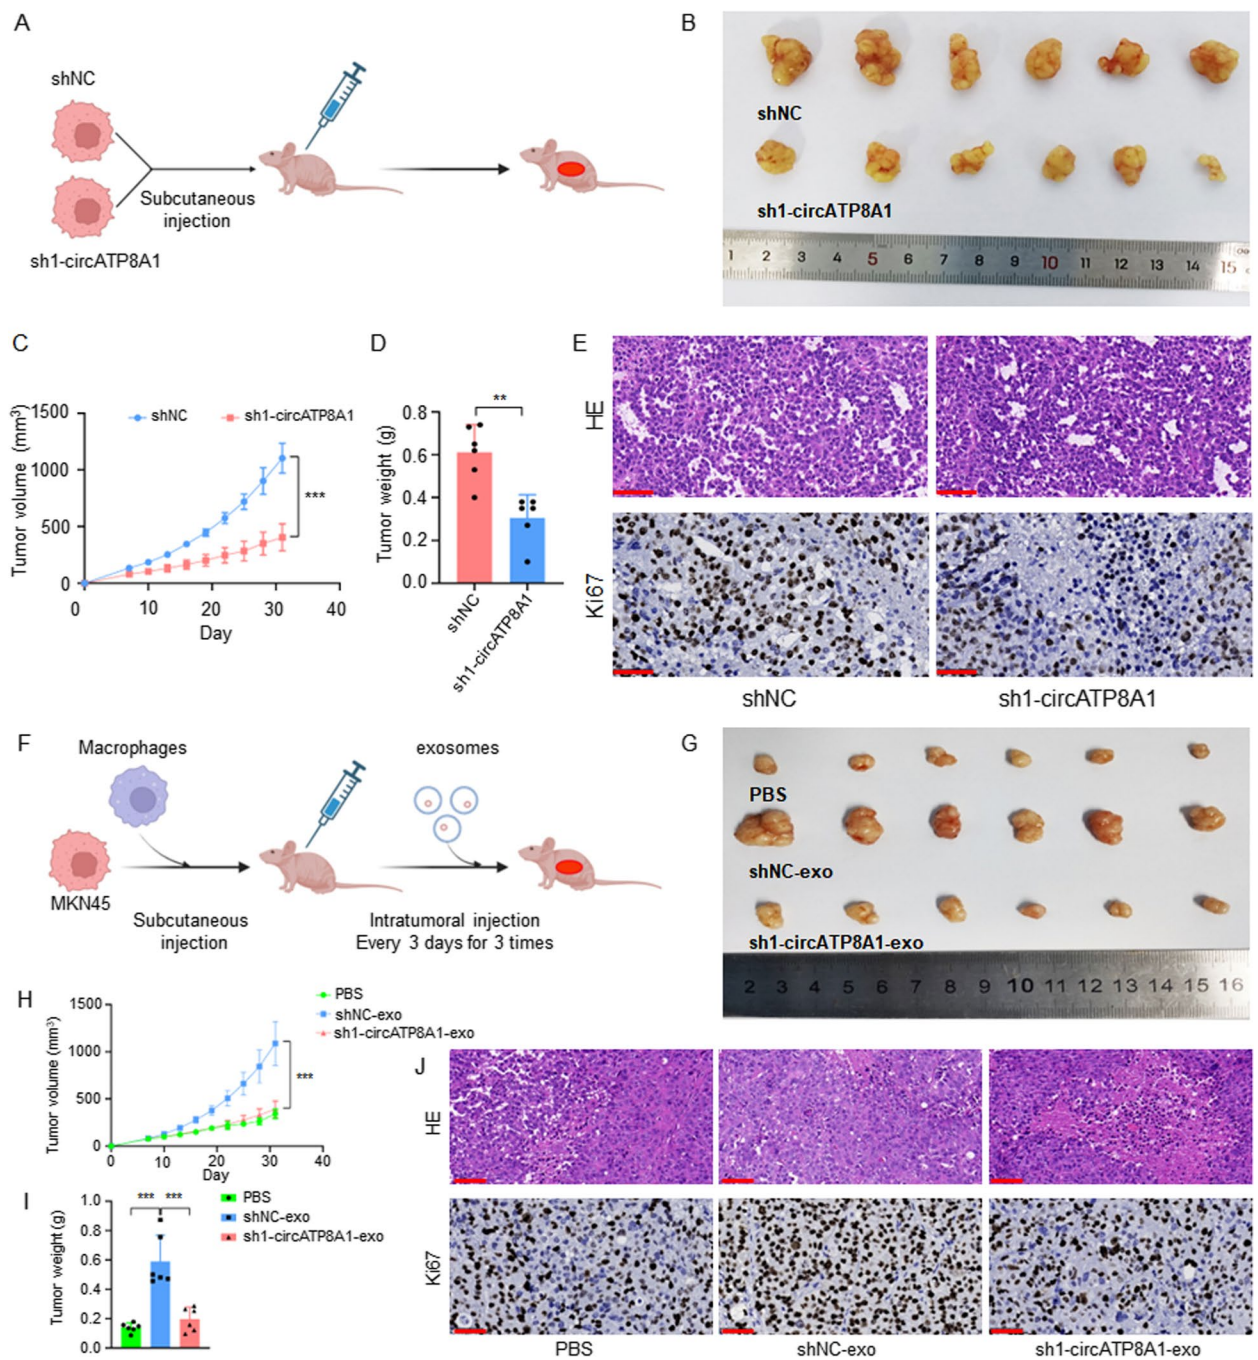 A
shNC
sh1-circATP8A1
Subcutaneous
injection
B
shNC
sh1-circATP8A1
1 2 3 4 5 6 7 8 9 10 11 12 13 14 15
C
Tumor volume (mm³)
1500
1000
500
0
0 10 20 30 40
Day
shNC
sh1-circATP8A1
***
D
Tumor weight (g)
0.8
0.6
0.4
0.2
0.0
**
shNC
sh1-circATP8A1
E
HE
Ki67
shNC
sh1-circATP8A1
F
Macrophages
MKN45
Subcutaneous
injection
exosomes
Intratumoral injection
Every 3 days for 3 times
G
PBS
shNC-exo
sh1-circATP8A1-exo
2 3 4 5 6 7 8 9 10 11 12 13 14 15 16
H
Tumor volume (mm³)
1500
1000
500
0
0 10 20 30 40
Day
PBS
shNC-exo
sh1-circATP8A1-exo
***
I
Tumor weight (g)
1.0
0.8
0.6
0.4
0.2
0.0
*** ***
PBS
shNC-exo
sh1-circATP8A1-exo
J
HE
Ki67
PBS
shNC-exo
sh1-circATP8A1-exo